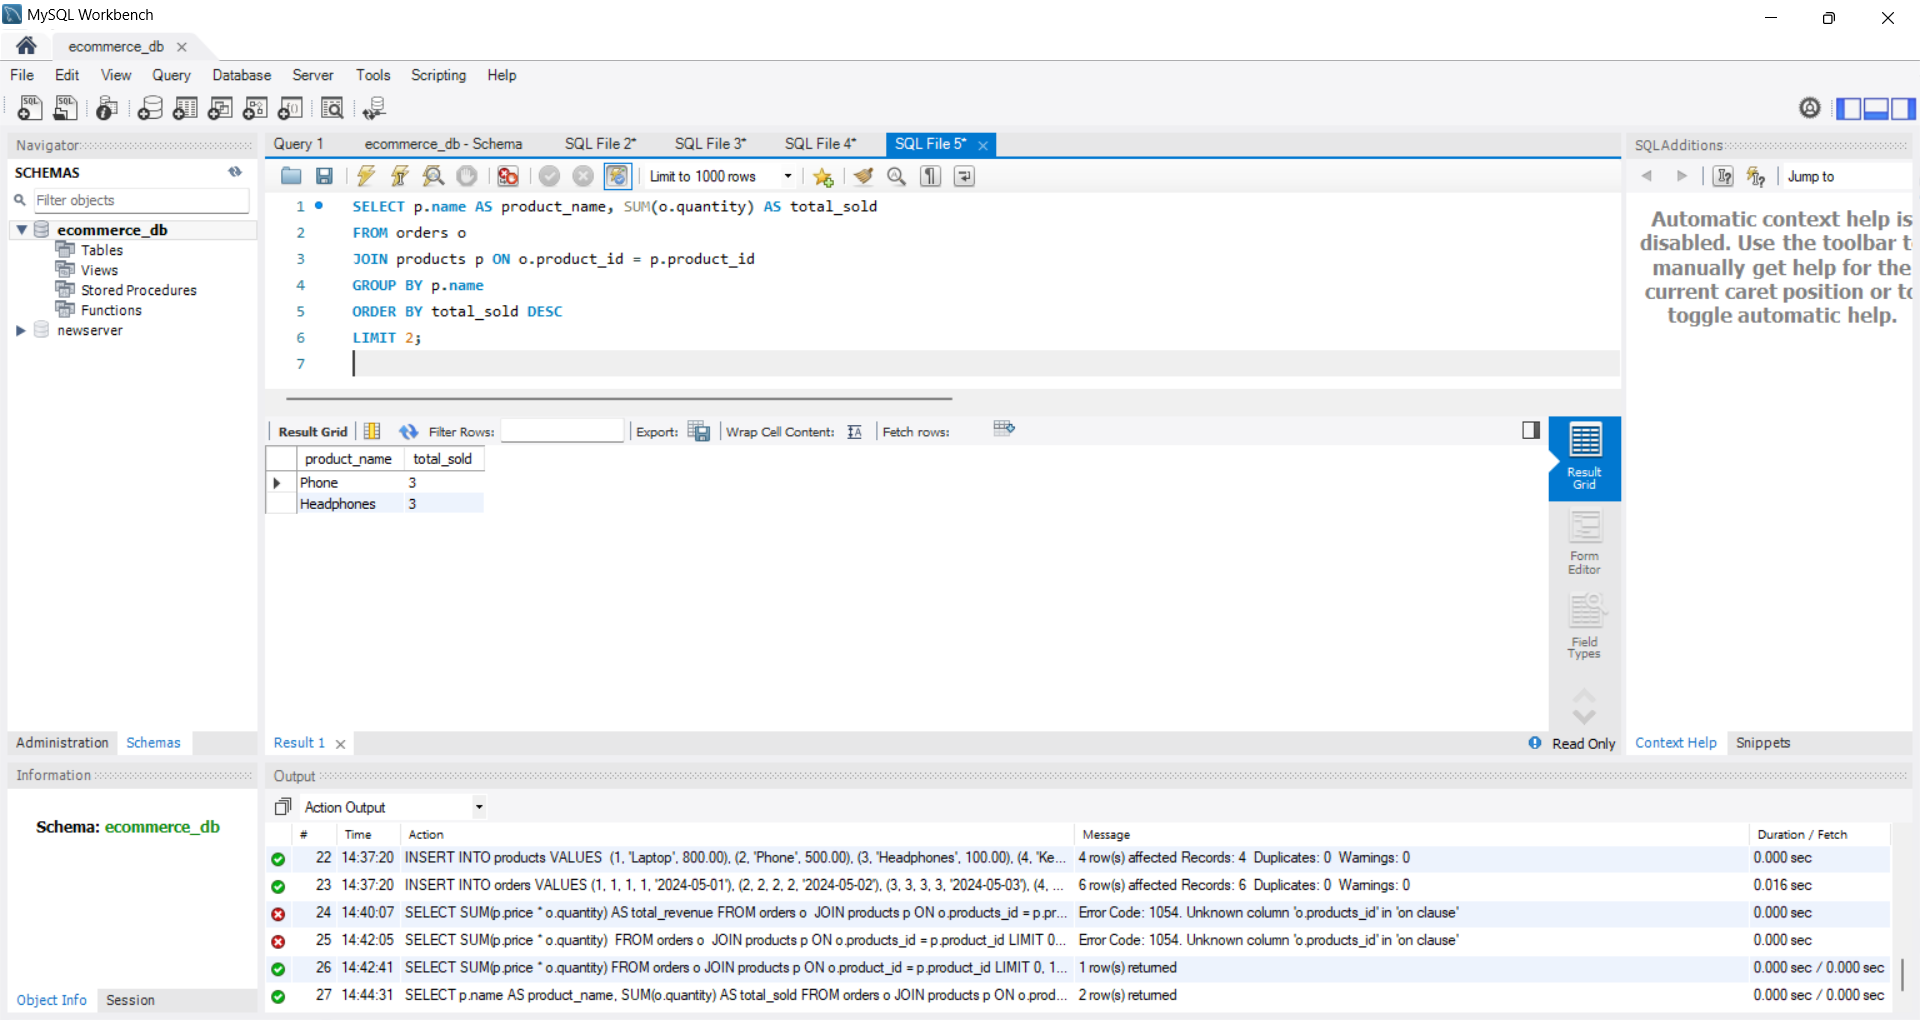 MySQL Workbench
ecommerce_db
File Edit View Query Database Server Tools Scripting Help
Navigator
SCHEMAS
Filter objects
ecommerce_db
Tables
Views
Stored Procedures
Functions
newserver
Administration Schemas
Information
Schema: ecommerce_db
Object Info Session
Query 1 ecommerce_db - Schema SQL File 2* SQL File 3* SQL File 4* SQL File 5*
Limit to 1000 rows
1 SELECT p.name AS product_name, SUM(o.quantity) AS total_sold
2 FROM orders o
3 JOIN products p ON o.product_id = p.product_id
4 GROUP BY p.name
5 ORDER BY total_sold DESC
6 LIMIT 2;
7
Result Grid Filter Rows: Export: Wrap Cell Content: Fetch rows:
product_name total_sold
Phone 3
Headphones 3
Result
Grid
Form
Editor
Field
Types
Result 1
Read Only
SQLAdditions
Jump to
Automatic context help is
disabled. Use the toolbar t
manually get help for the
current caret position or to
toggle automatic help.
Context Help Snippets
Output
Action Output
# Time Action Message Duration / Fetch
22 14:37:20 INSERT INTO products VALUES (1, 'Laptop', 800.00), (2, 'Phone', 500.00), (3, 'Headphones', 100.00), (4, 'Ke... 4 row(s) affected Records: 4 Duplicates: 0 Warnings: 0 0.000 sec
23 14:37:20 INSERT INTO orders VALUES (1, 1, 1, 1, '2024-05-01'), (2, 2, 2, 2, '2024-05-02'), (3, 3, 3, 3, '2024-05-03'), (4, ... 6 row(s) affected Records: 6 Duplicates: 0 Warnings: 0 0.016 sec
24 14:40:07 SELECT SUM(p.price * o.quantity) AS total_revenue FROM orders o JOIN products p ON o.products_id = p.pr... Error Code: 1054. Unknown column 'o.products_id' in 'on clause' 0.000 sec
25 14:42:05 SELECT SUM(p.price * o.quantity) FROM orders o JOIN products p ON o.products_id = p.product_id LIMIT 0... Error Code: 1054. Unknown column 'o.products_id' in 'on clause' 0.000 sec
26 14:42:41 SELECT SUM(p.price * o.quantity) FROM orders o JOIN products p ON o.product_id = p.product_id LIMIT 0, 1... 1 row(s) returned 0.000 sec / 0.000 sec
27 14:44:31 SELECT p.name AS product_name, SUM(o.quantity) AS total_sold FROM orders o JOIN products p ON o.prod... 2 row(s) returned 0.000 sec / 0.000 sec